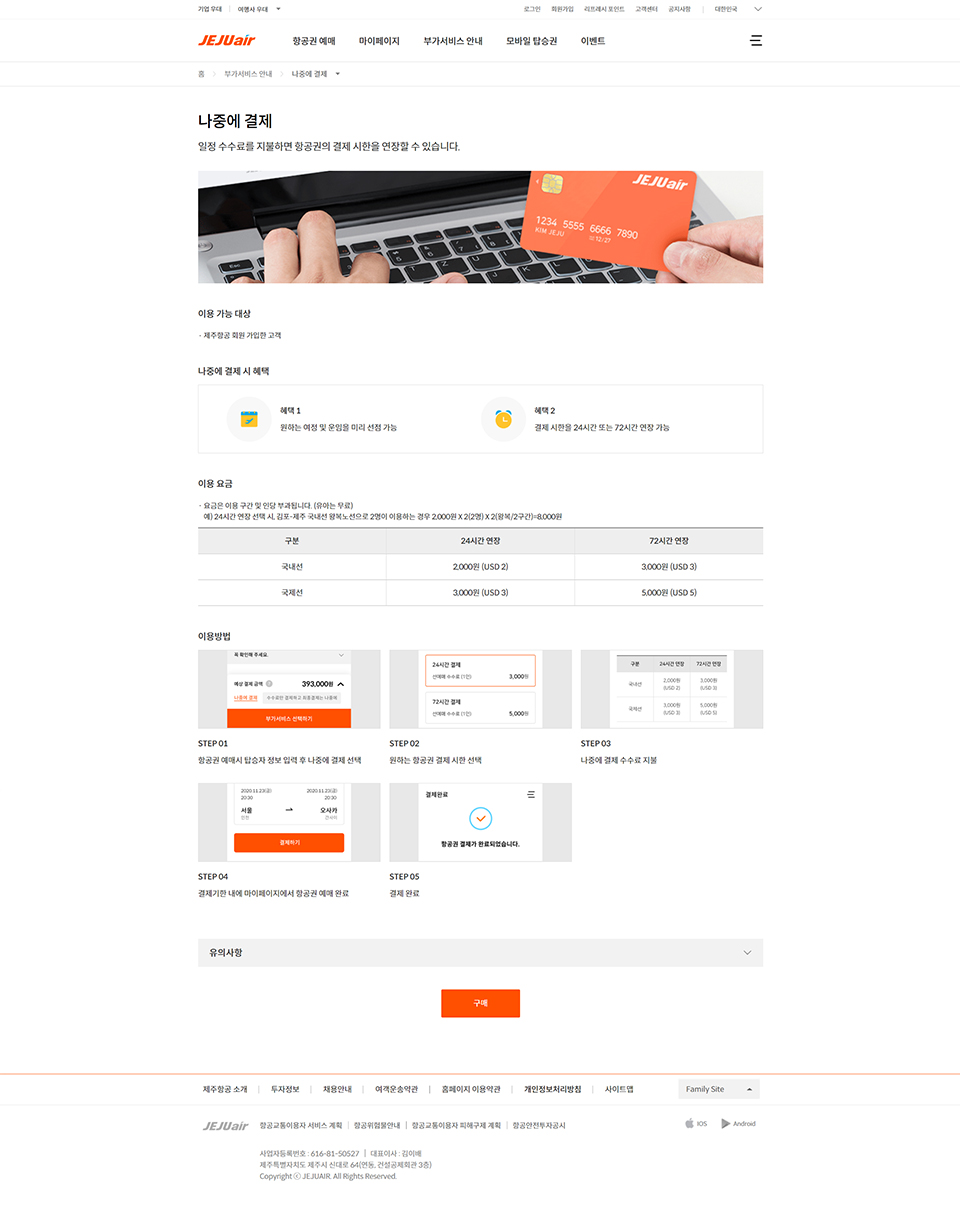 기업 우대
여행사 우대
로그인
회원가입
리프레시 포인트
고객센터
공지사항
대한민국
JEJUair
항공권 예매
마이페이지
부가서비스 안내
모바일 탑승권
이벤트
홈
부가서비스 안내
나중에 결제
나중에 결제
일정 수수료를 지불하면 항공권의 결제 시한을 연장할 수 있습니다.
JEJUair
1234 5555 6666 7890
KIM JEJU
12/27
Esc
이용 가능 대상
· 제주항공 회원 가입한 고객
나중에 결제 시 혜택
혜택 1
원하는 여정 및 운임을 미리 선점 가능
혜택 2
결제 시한을 24시간 또는 72시간 연장 가능
이용 요금
· 요금은 이용 구간 및 인당 부과됩니다. (유아는 무료)
예) 24시간 연장 선택 시, 김포-제주 국내선 왕복노선으로 2명이 이용하는 경우 2,000원 X 2(2명) X 2(왕복/2구간)=8,000원
구분 24시간 연장 72시간 연장
국내선 2,000원 (USD 2) 3,000원 (USD 3)
국제선 3,000원 (USD 3) 5,000원 (USD 5)
이용방법
꼭 확인해 주세요.
예상 결제 금액
393,000원
나중에 결제
수수료만 결제하고 최종결제는 나중에
부가서비스 선택하기
STEP 01
항공권 예매시 탑승자 정보 입력 후 나중에 결제 선택
24시간 결제
선예매 수수료 (1인) 3,000원
72시간 결제
선예매 수수료 (1인) 5,000원
STEP 02
원하는 항공권 결제 시한 선택
구분 24시간 연장 72시간 연장
국내선 2,000원 (USD 2) 3,000원 (USD 3)
국제선 3,000원 (USD 3) 5,000원 (USD 5)
STEP 03
나중에 결제 수수료 지불
2020.11.23(금) 2020.11.23(금)
20:30 20:30
서울 오사카
인천 간사이
결제하기
STEP 04
결제기한 내에 마이페이지에서 항공권 예매 완료
결제완료
항공권 결제가 완료되었습니다.
STEP 05
결제 완료
유의사항
구매
제주항공 소개
투자정보
채용안내
여객운송약관
홈페이지 이용약관
개인정보처리방침
사이트맵
Family Site
JEJUair
항공교통이용자 서비스 계획 | 항공위험물안내 | 항공교통이용자 피해구제 계획 | 항공안전투자공시
IOS
Android
사업자등록번호 : 616-81-50527 | 대표이사 : 김이배
제주특별자치도 제주시 신대로 64(연동, 건설공제회관 3층)
Copyright ⓒ JEJUAIR. All Rights Reserved.